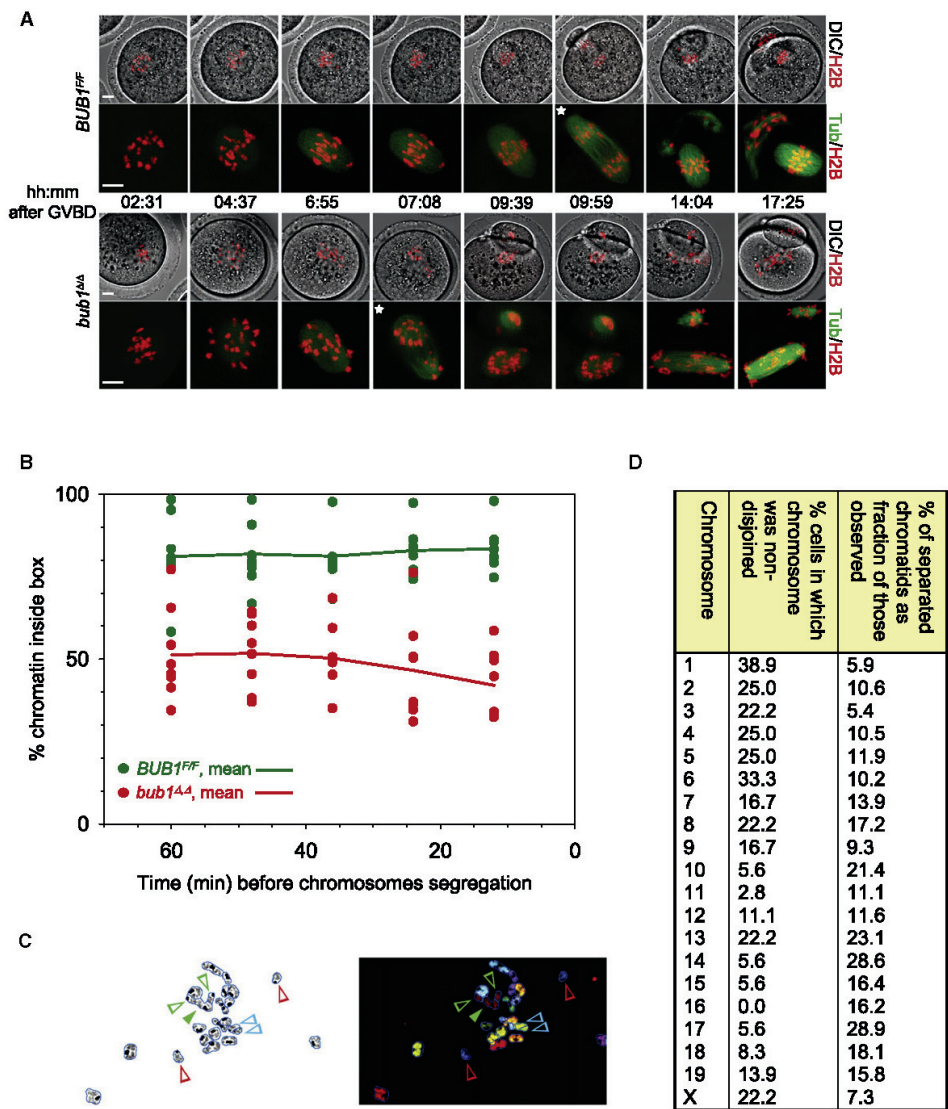 A
BUB1F/F
DIC/H2B
Tub/H2B
hh:mm
after GVBD
02:31 04:37 6:55 07:08 09:39 09:59 14:04 17:25
bub1Δ/Δ
DIC/H2B
Tub/H2B
B
% chromatin inside box
100
50
0
BUB1F/F, mean
bub1Δ/Δ, mean
60 40 20 0
Time (min) before chromosomes segregation
C
D
Chromosome
% cells in which
chromosome
was non-
disjoined
% of separated
chromatids as
fraction of those
observed
1 38.9 5.9
2 25.0 10.6
3 22.2 5.4
4 25.0 10.5
5 25.0 11.9
6 33.3 10.2
7 16.7 13.9
8 22.2 17.2
9 16.7 9.3
10 5.6 21.4
11 2.8 11.1
12 11.1 11.6
13 22.2 23.1
14 5.6 28.6
15 5.6 16.4
16 0.0 16.2
17 5.6 28.9
18 8.3 18.1
19 13.9 15.8
X 22.2 7.3